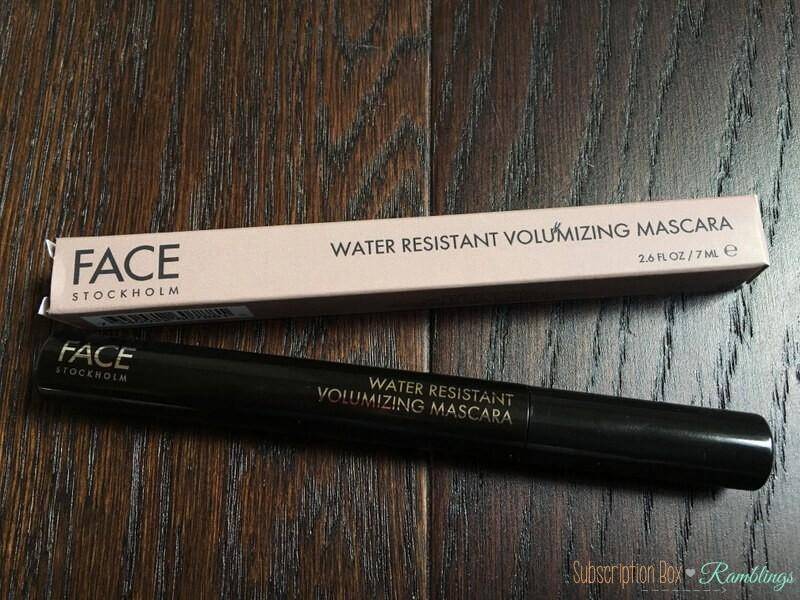 FACE
STOCKHOLM
WATER RESISTANT VOLUMIZING MASCARA
2.6 FL OZ / 7 ML ℮
FACE
STOCKHOLM
WATER RESISTANT
VOLUMIZING MASCARA
Subscription Box ♥ Ramblings